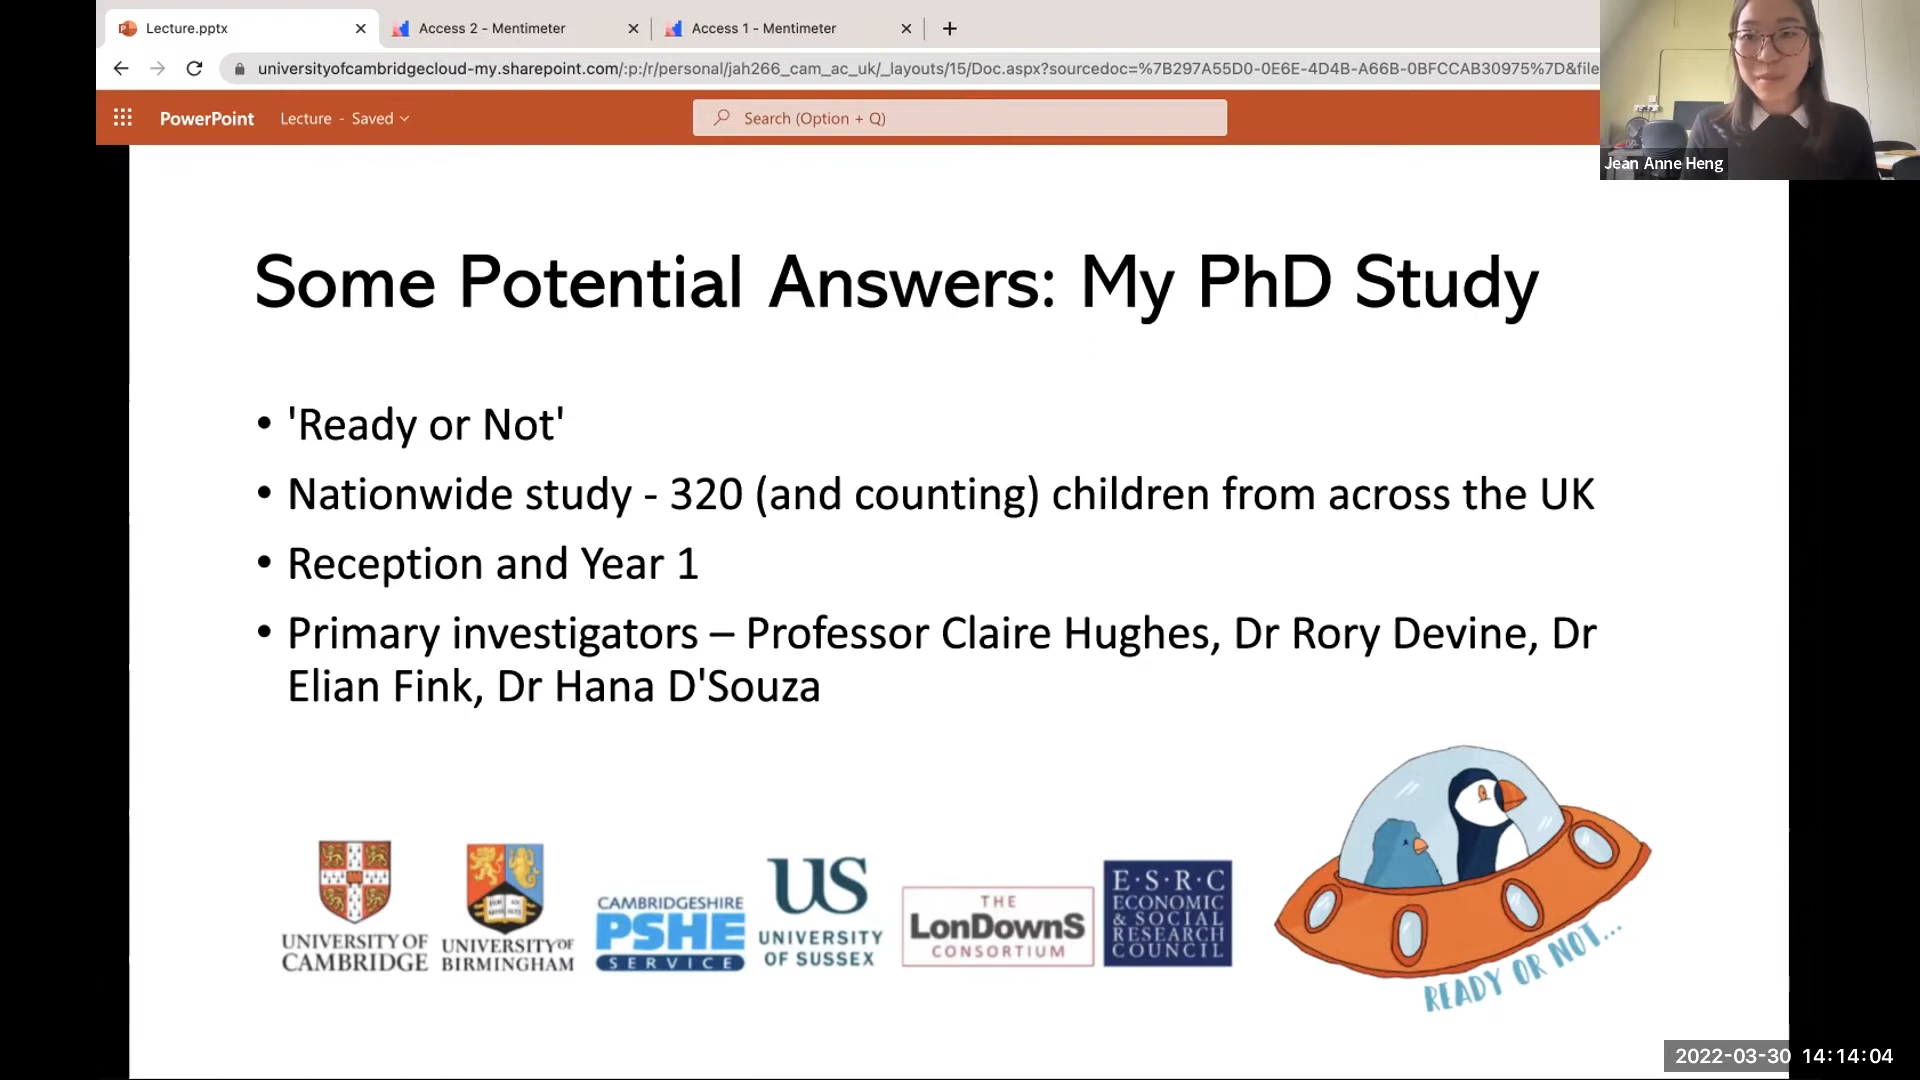 Lecture.pptx
Access 2 - Mentimeter
Access 1 - Mentimeter
universityofcambridgecloud-my.sharepoint.com/:p:/r/personal/jah266_cam_ac_uk/_layouts/15/Doc.aspx?sourcedoc=%7B297A55D0-0E6E-4D4B-A66B-0BFCCAB30975%7D&file
PowerPoint
Lecture - Saved
Search (Option + Q)
Jean Anne Heng
Some Potential Answers: My PhD Study
• 'Ready or Not'
• Nationwide study - 320 (and counting) children from across the UK
• Reception and Year 1
• Primary investigators – Professor Claire Hughes, Dr Rory Devine, Dr
Elian Fink, Dr Hana D'Souza
UNIVERSITY OF
CAMBRIDGE
UNIVERSITYOF
BIRMINGHAM
CAMBRIDGESHIRE
PSHE
SERVICE
US
UNIVERSITY
OF SUSSEX
THE
LonDownS
CONSORTIUM
E·S·R·C
ECONOMIC
& SOCIAL
RESEARCH
COUNCIL
READY OR NOT...
2022-03-30 14:14:04